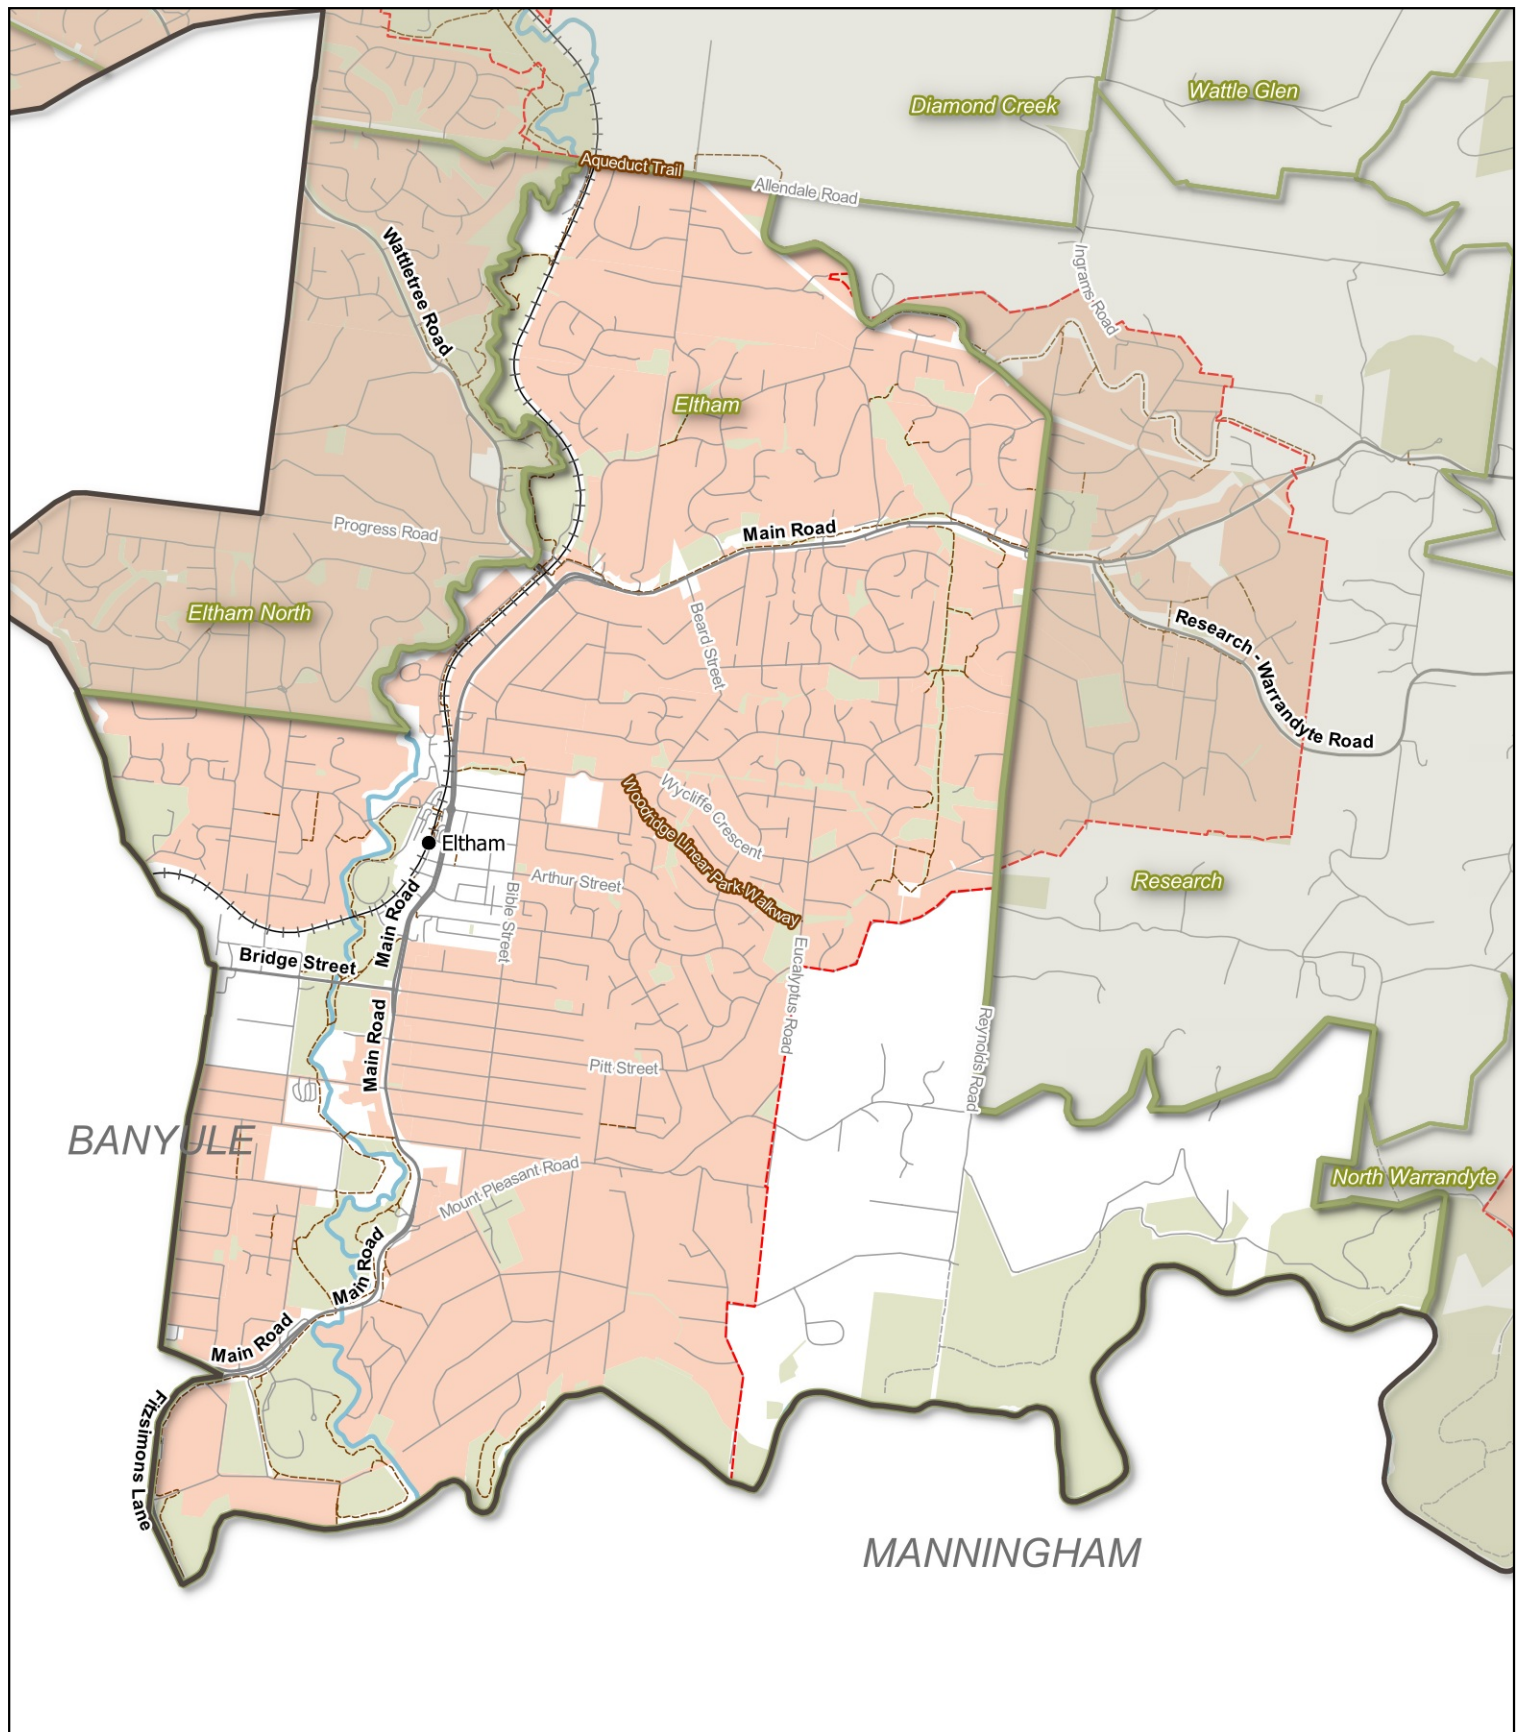 Wattle Glen
Diamond Creek
Aqueduct Trail
Allendale Road
Wattletree Road
Ingrams Road
Eltham
Progress Road
Main Road
Eltham North
Beard Street
Research - Warrandyte Road
Woodridge Linear Park Walkway
Wycliffe Crescent
Eltham
Arthur Street
Bible Street
Research
Main Road
Bridge Street
Eucalyptus Road
Main Road
Reynolds Road
Pitt Street
BANYULE
Mount Pleasant Road
North Warrandyte
Main Road
Main Road
Fitzsimons Lane
MANNINGHAM